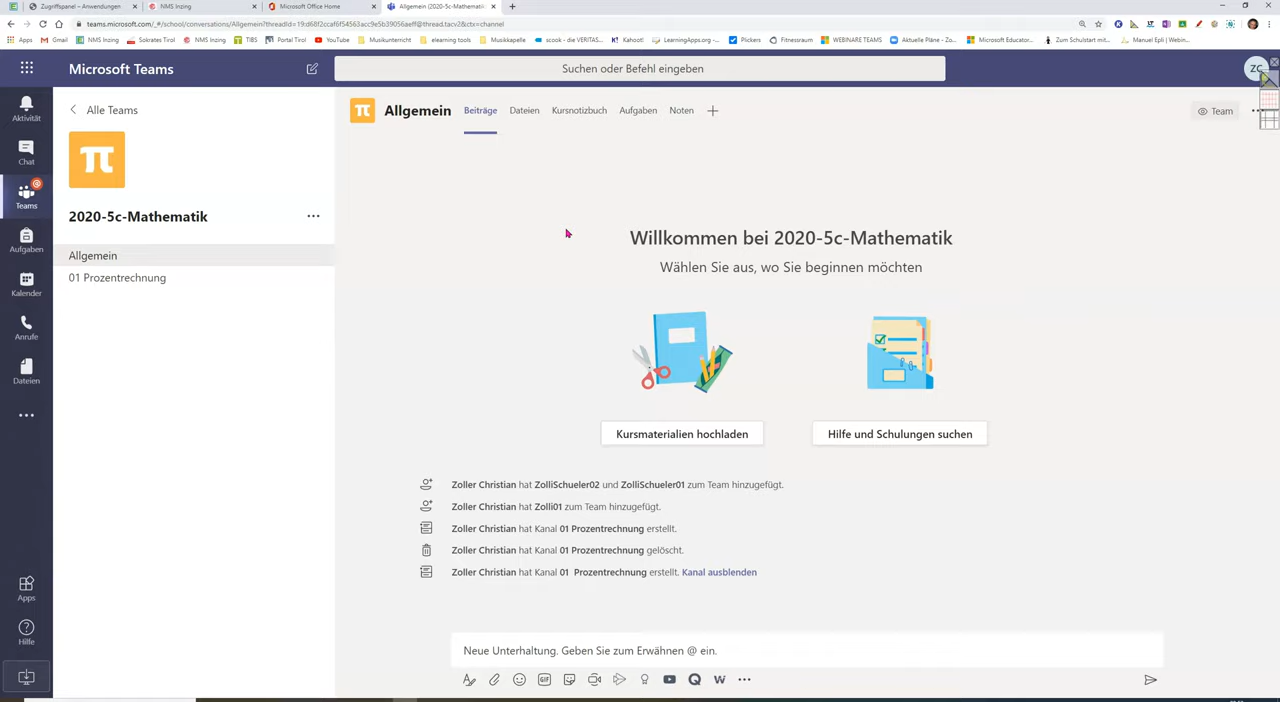 Zugriffspanel – Anwendungen
NMS Inzing
Microsoft Office Home
Allgemein (2020-5c-Mathematik)
teams.microsoft.com/_#/school/conversations/Allgemein?threadId=19:d68f2ccaf6f54563acc9e5b39056aeff@thread.tacv2&ctx=channel
Apps Gmail NMS Inzing Sokrates Tirol NMS Inzing TIBS Portal Tirol YouTube Musikunterricht elearning tools Musikkapelle scook - die VERITAS... Kahoot! LearningApps.org -... Plickers Fitnessraum WEBINARE TEAMS Aktuelle Pläne - Zo... Microsoft Educator... Zum Schulstart mit... Manuel Epli | Webin...
Microsoft Teams
Suchen oder Befehl eingeben
ZC
Aktivität
Chat
Teams
Aufgaben
Kalender
Anrufe
Dateien
Apps
Hilfe
Alle Teams
π
2020-5c-Mathematik
Allgemein
01 Prozentrechnung
π Allgemein Beiträge Dateien Kursnotizbuch Aufgaben Noten
Team
Willkommen bei 2020-5c-Mathematik
Wählen Sie aus, wo Sie beginnen möchten
Kursmaterialien hochladen
Hilfe und Schulungen suchen
Zoller Christian hat ZolliSchueler02 und ZolliSchueler01 zum Team hinzugefügt.
Zoller Christian hat Zolli01 zum Team hinzugefügt.
Zoller Christian hat Kanal 01 Prozentrechnung erstellt.
Zoller Christian hat Kanal 01 Prozentrechnung gelöscht.
Zoller Christian hat Kanal 01 Prozentrechnung erstellt. Kanal ausblenden
Neue Unterhaltung. Geben Sie zum Erwähnen @ ein.
GIF